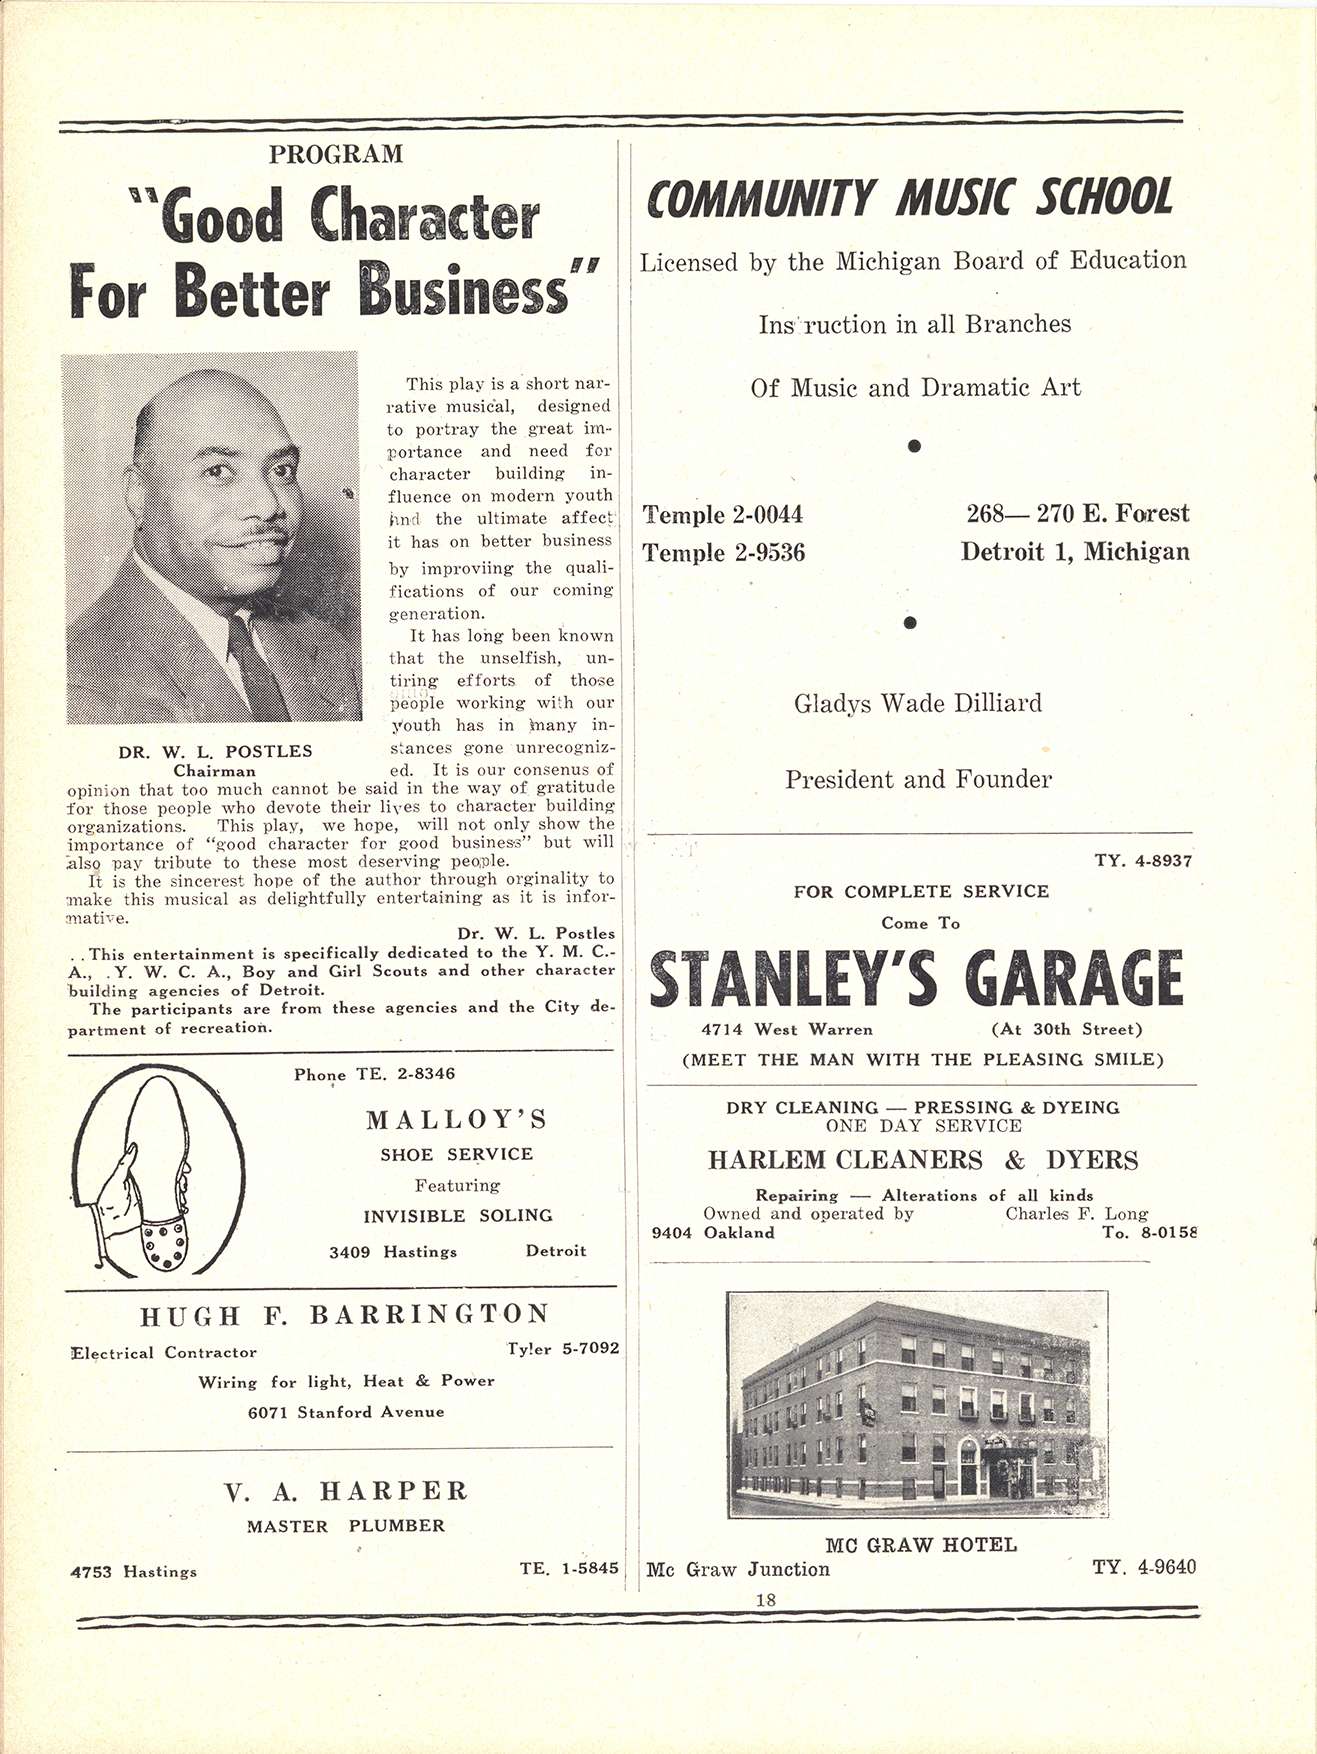 PROGRAM
"Good Character
For Better Business"
This play is a short nar-
rative musical, designed
to portray the great im-
portance and need for
character building in-
fluence on modern youth
and the ultimate affect
it has on better business
by improviing the quali-
fications of our coming
generation.
It has long been known
that the unselfish, un-
tiring efforts of those
people working with our
youth has in many in-
stances gone unrecogniz-
DR. W. L. POSTLES
Chairman
ed. It is our consenus of
opinion that too much cannot be said in the way of gratitude
for those people who devote their lives to character building
organizations. This play, we hope, will not only show the
importance of "good character for good business" but will
also pay tribute to these most deserving people.
It is the sincerest hope of the author through orginality to
make this musical as delightfully entertaining as it is infor-
mative.
Dr. W. L. Postles
. . This entertainment is specifically dedicated to the Y. M. C.-
A., . Y. W. C. A., Boy and Girl Scouts and other character
building agencies of Detroit.
The participants are from these agencies and the City de-
partment of recreation.
Phone TE. 2-8346
MALLOY'S
SHOE SERVICE
Featuring
INVISIBLE SOLING
3409 Hastings Detroit
HUGH F. BARRINGTON
Electrical Contractor Tyler 5-7092
Wiring for light, Heat & Power
6071 Stanford Avenue
V. A. HARPER
MASTER PLUMBER
4753 Hastings TE. 1-5845
COMMUNITY MUSIC SCHOOL
Licensed by the Michigan Board of Education
Ins ruction in all Branches
Of Music and Dramatic Art
Temple 2-0044 268— 270 E. Forest
Temple 2-9536 Detroit 1, Michigan
Gladys Wade Dilliard
President and Founder
TY. 4-8937
FOR COMPLETE SERVICE
Come To
STANLEY'S GARAGE
4714 West Warren (At 30th Street)
(MEET THE MAN WITH THE PLEASING SMILE)
DRY CLEANING — PRESSING & DYEING
ONE DAY SERVICE
HARLEM CLEANERS & DYERS
Repairing — Alterations of all kinds
Owned and operated by Charles F. Long
9404 Oakland To. 8-0158
MC GRAW HOTEL
Mc Graw Junction TY. 4-9640
18